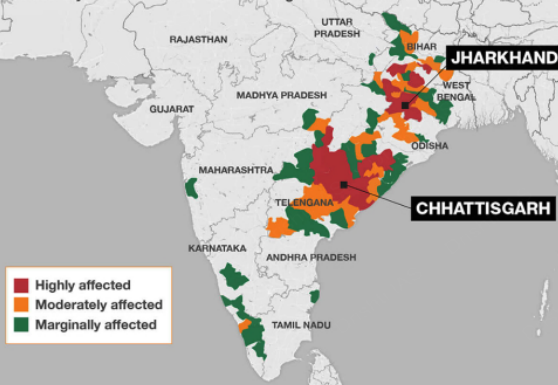 UTTAR
PRADESH
RAJASTHAN
BIHAR
JHARKHAND
WEST
BENGAL
MADHYA PRADESH
GUJARAT
ODISHA
MAHARASHTRA
TELENGANA
CHHATTISGARH
KARNATAKA
ANDHRA PRADESH
Highly affected
Moderately affected
Marginally affected
TAMIL NADU